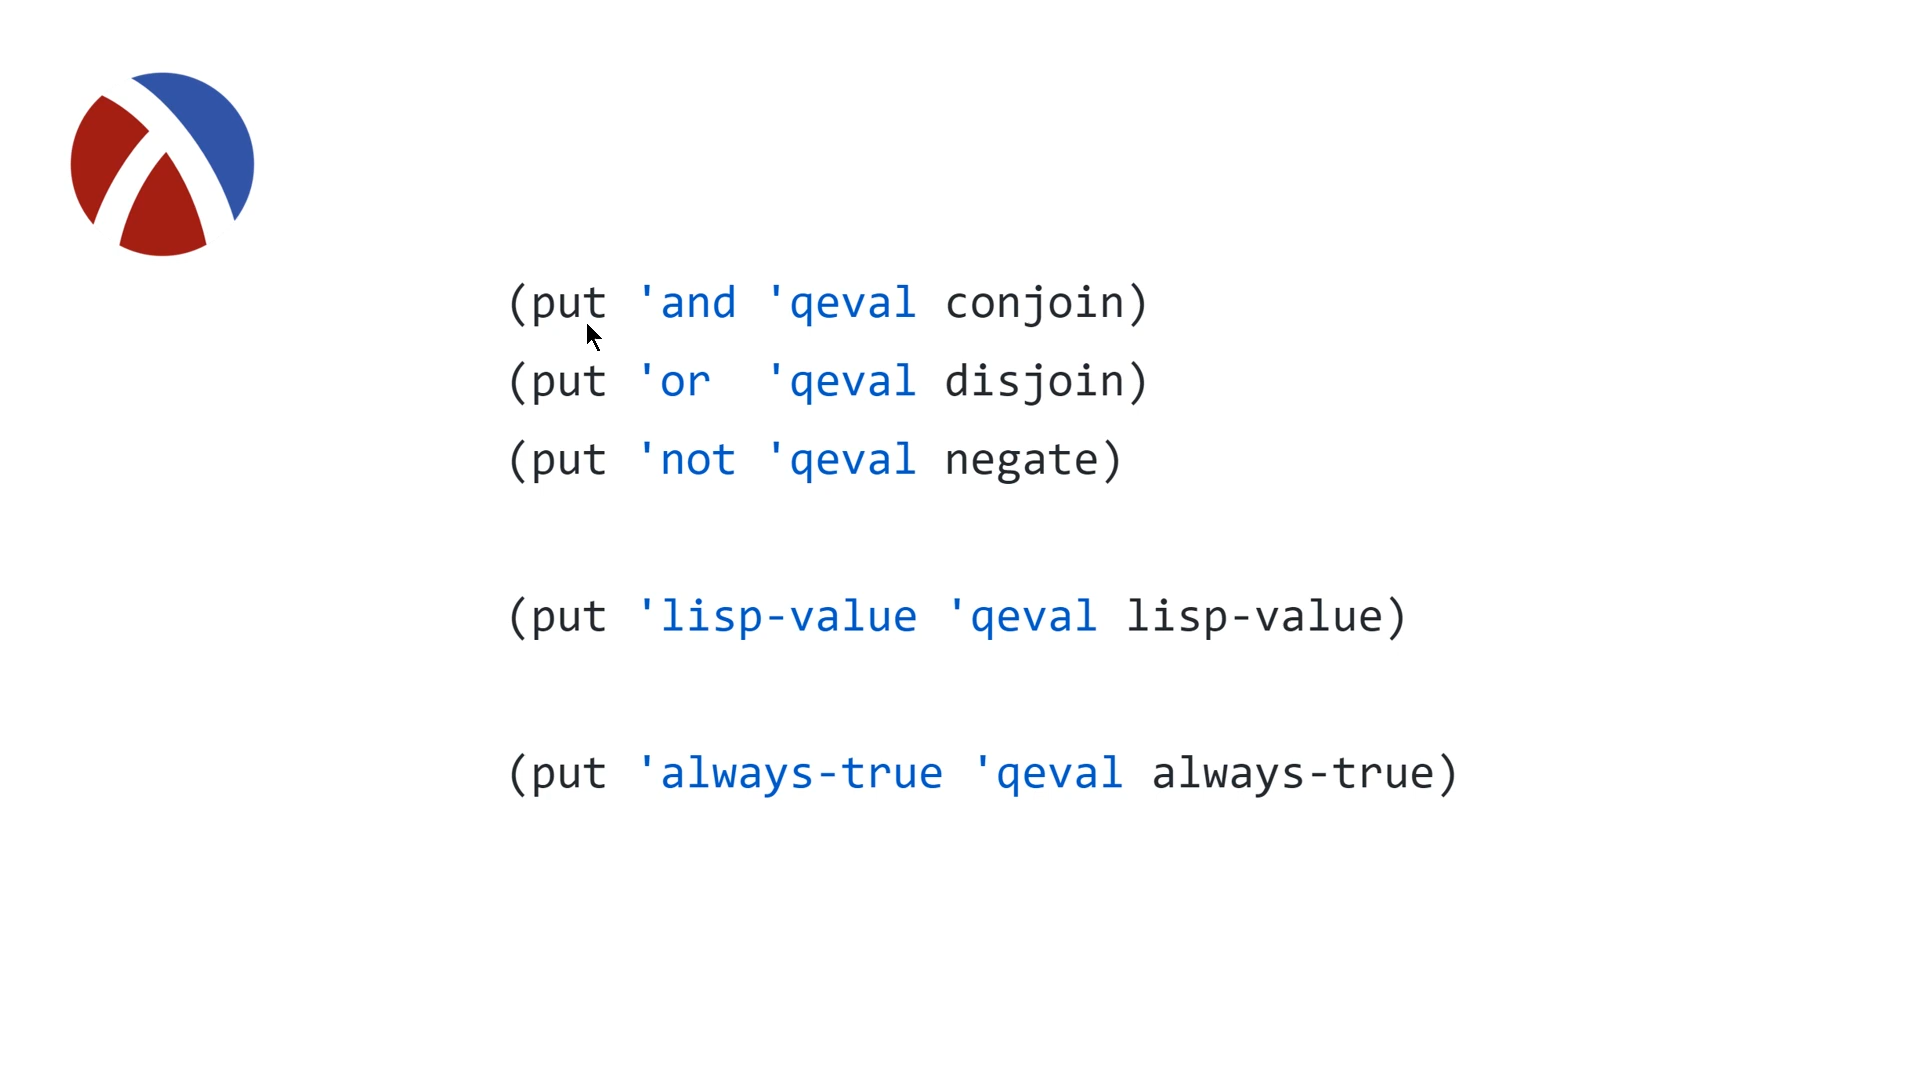 (put 'and 'qeval conjoin)
(put 'or  'qeval disjoin)
(put 'not 'qeval negate)
(put 'lisp-value 'qeval lisp-value)
(put 'always-true 'qeval always-true)